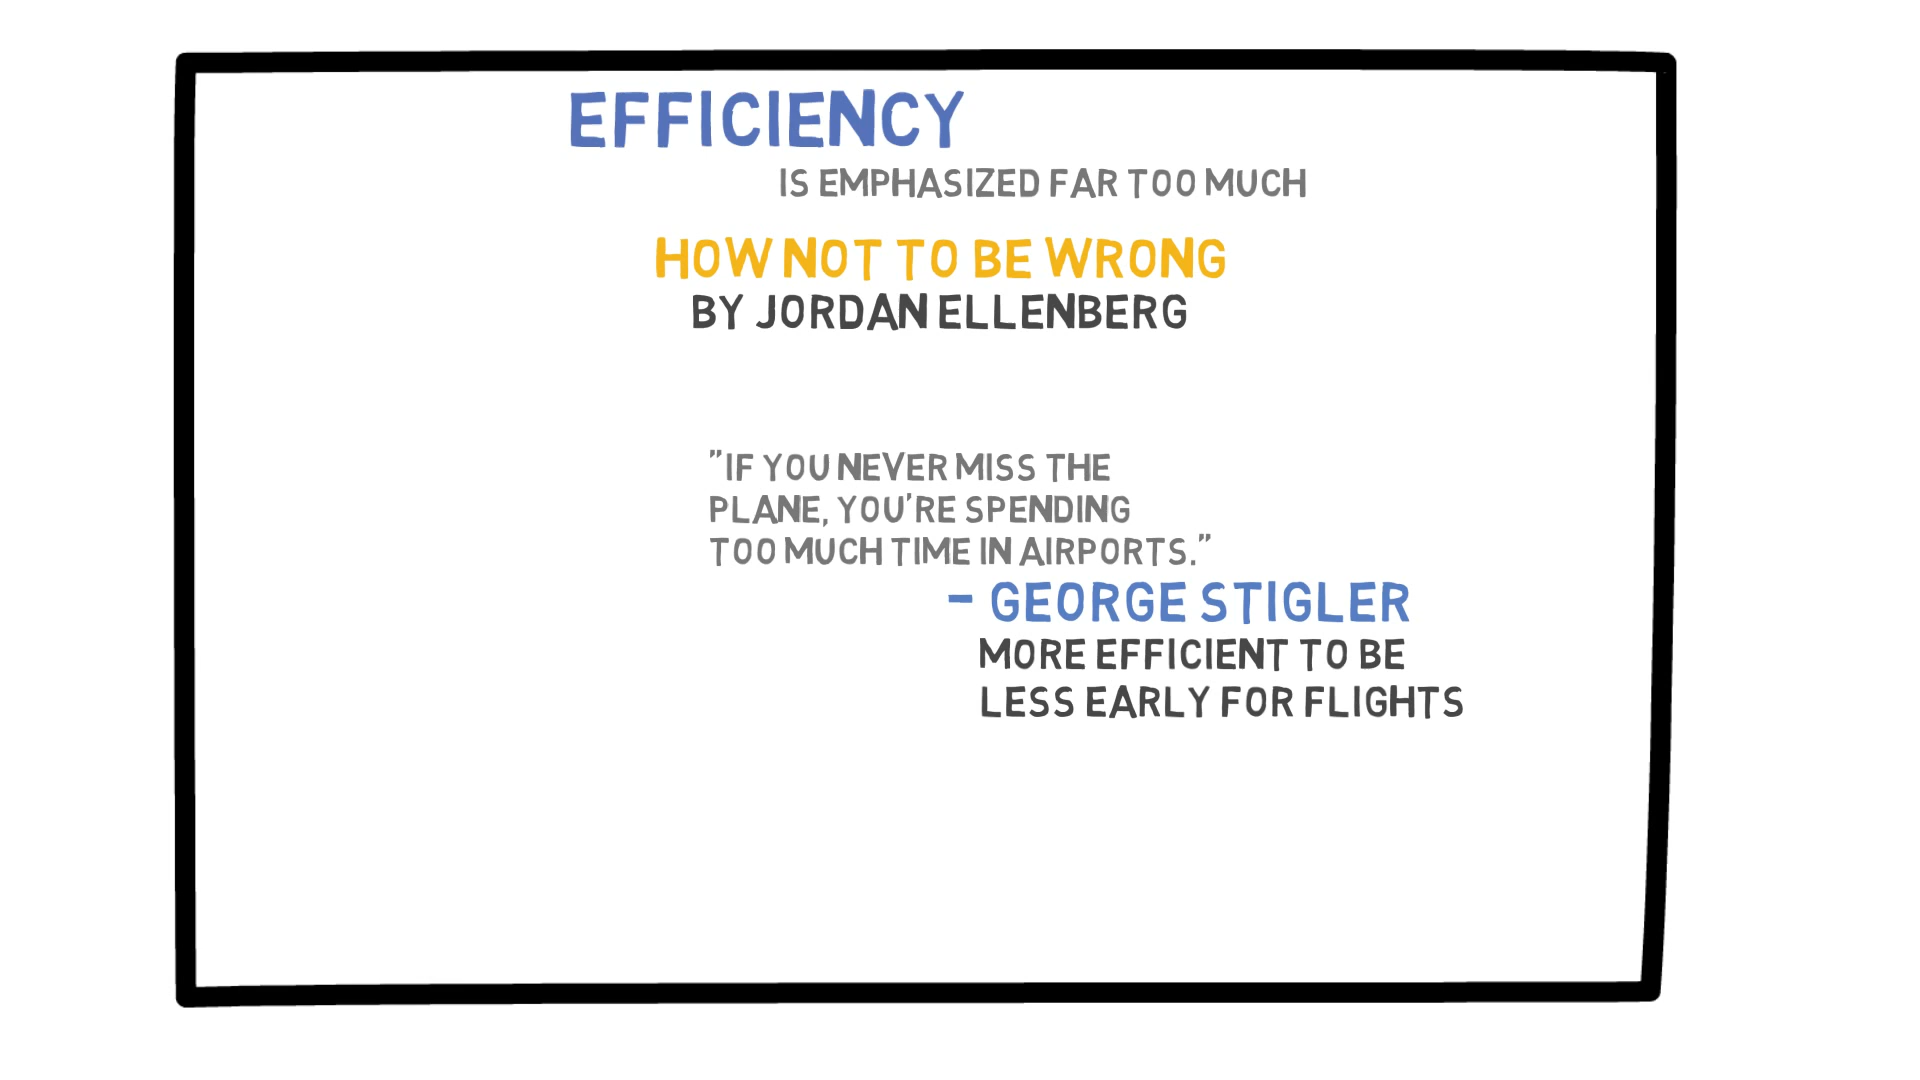 EFFICIENCY
IS EMPHASIZED FAR TOO MUCH
HOW NOT TO BE WRONG
BY JORDAN ELLENBERG
"IF YOU NEVER MISS THE
PLANE, YOU'RE SPENDING
TOO MUCH TIME IN AIRPORTS."
- GEORGE STIGLER
MORE EFFICIENT TO BE
LESS EARLY FOR FLIGHTS